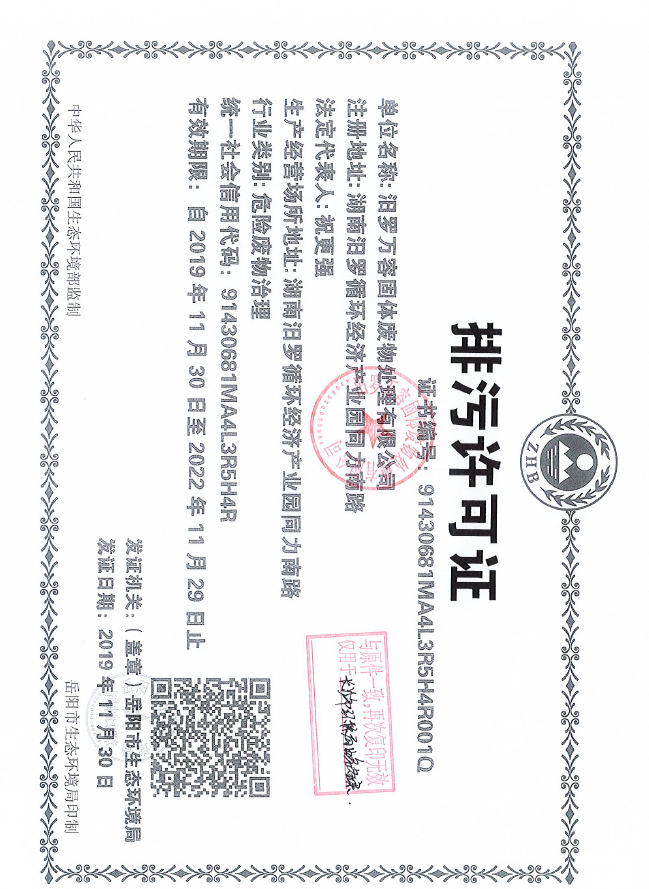 ZHB
排污许可证
证书编号：91430681MA4L3R5H4R001Q
单位名称：汨罗万容固体废物处理有限公司
注册地址：湖南汨罗循环经济产业园同力南路
法定代表人：祝更强
生产经营场所地址：湖南汨罗循环经济产业园同力南路
行业类别：危险废物治理
统一社会信用代码：91430681MA4L3R5H4R
有效期限：自2019年11月30日至2022年11月29日止
与原件一致，再次复印无效
仅用于
发证机关：（盖章）岳阳市生态环境局
发证日期：2019年11月30日
中华人民共和国生态环境部监制
岳阳市生态环境局印制